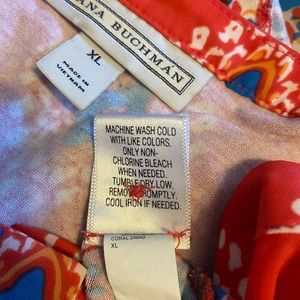 ANA BUCHMAN
XL
MADE IN
VIETNAM
MACHINE WASH COLD
WITH LIKE COLORS.
ONLY NON-
CHLORINE BLEACH
WHEN NEEDED.
TUMBLE DRY LOW.
REMOVE PROMPTLY.
COOL IRON IF NEEDED.
CORAL
XL